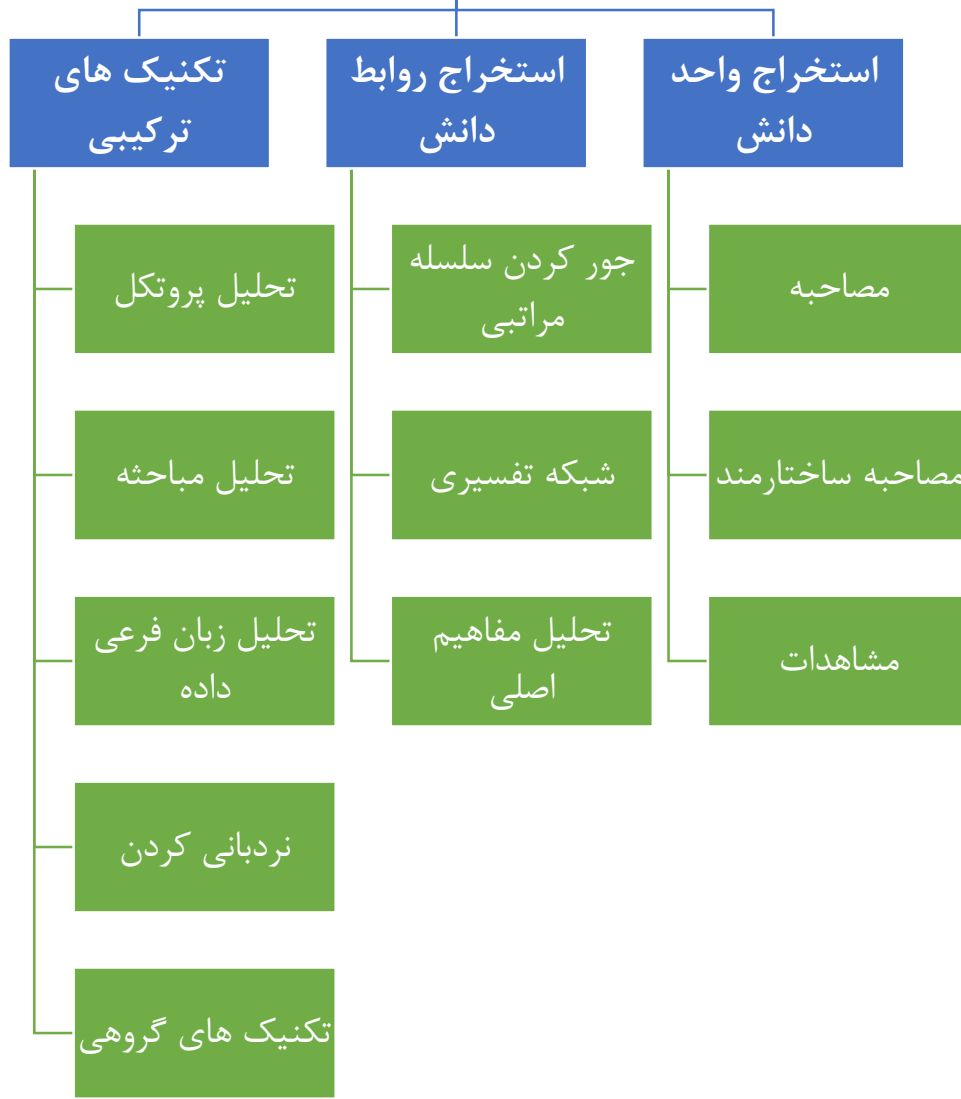 استخراج واحد
دانش
مصاحبه
مصاحبه ساختارمند
مشاهدات
استخراج روابط
دانش
جور کردن سلسله
مراتبی
شبکه تفسیری
تحلیل مفاهیم
اصلی
تکنیک های
ترکیبی
تحلیل پروتکل
تحلیل مباحثه
تحلیل زبان فرعی
داده
نردبانی کردن
تکنیک های گروهی